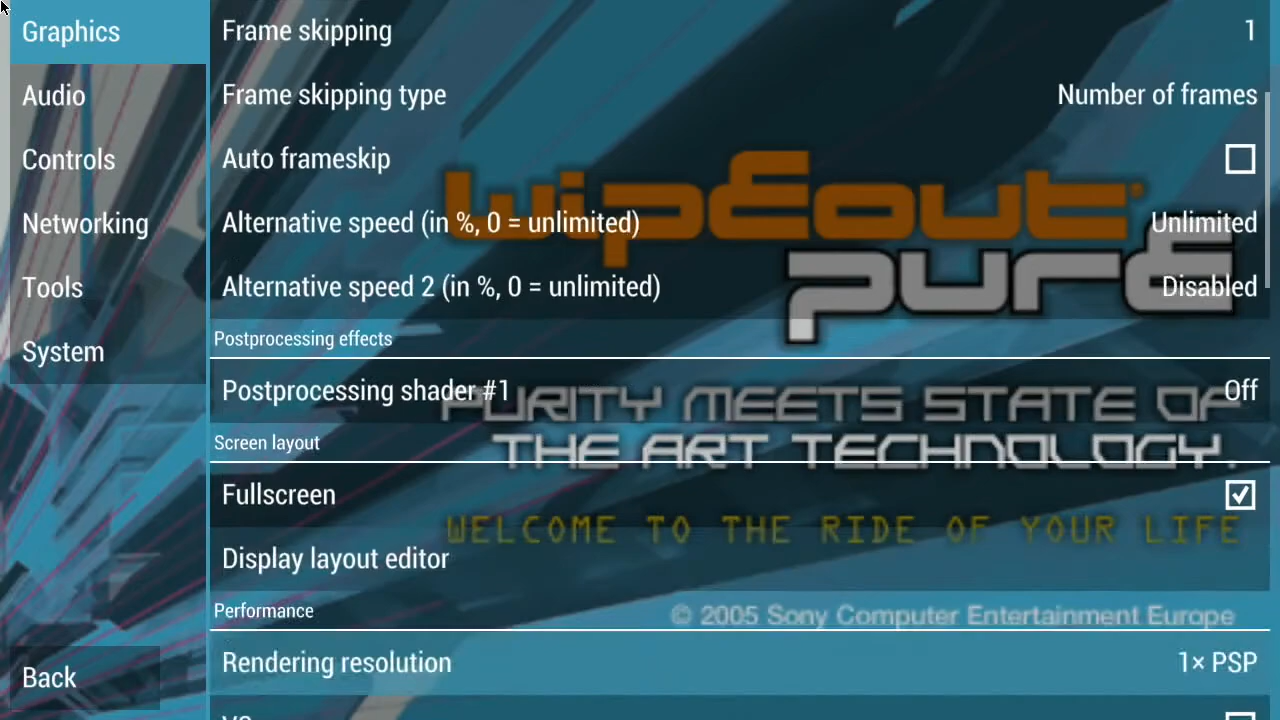 Graphics
Audio
Controls
Networking
Tools
System
Back
Frame skipping 1
Frame skipping type Number of frames
Auto frameskip
Alternative speed (in %, 0 = unlimited) Unlimited
Alternative speed 2 (in %, 0 = unlimited) Disabled
Postprocessing effects
Postprocessing shader #1 Off
Screen layout
Fullscreen
Display layout editor
Performance
Rendering resolution 1× PSP
wipEout
purE
PURITY MEETS STATE OF
THE ART TECHNOLOGY.
WELCOME TO THE RIDE OF YOUR LIFE
© 2005 Sony Computer Entertainment Europe